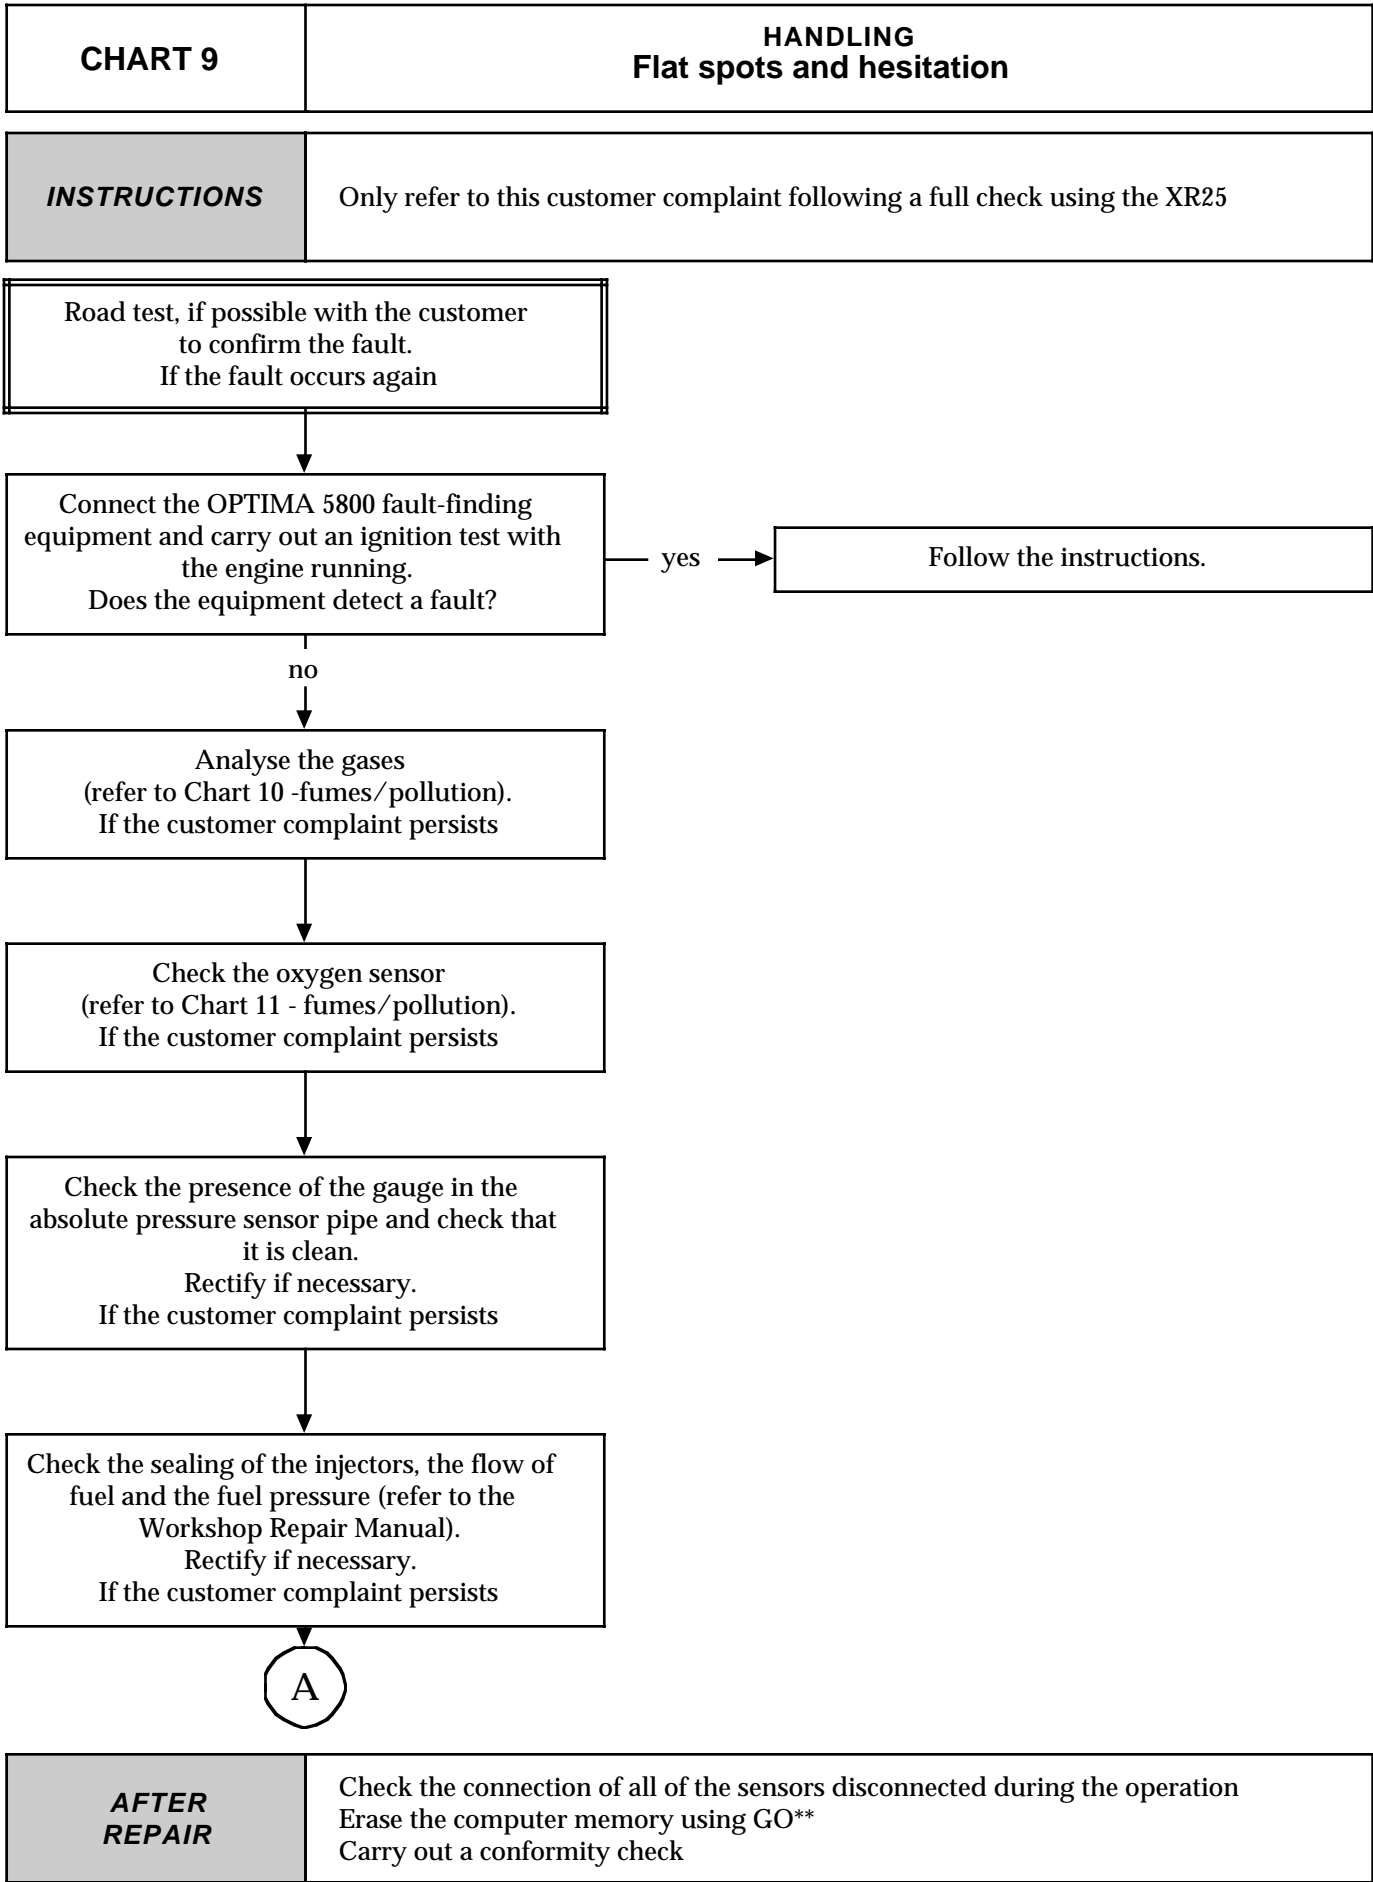 CHART 9
HANDLING
Flat spots and hesitation
INSTRUCTIONS
Only refer to this customer complaint following a full check using the XR25
Road test, if possible with the customer
to confirm the fault.
If the fault occurs again
Connect the OPTIMA 5800 fault-finding
equipment and carry out an ignition test with
the engine running.
Does the equipment detect a fault?
yes
Follow the instructions.
no
Analyse the gases
(refer to Chart 10 -fumes/pollution).
If the customer complaint persists
Check the oxygen sensor
(refer to Chart 11 - fumes/pollution).
If the customer complaint persists
Check the presence of the gauge in the
absolute pressure sensor pipe and check that
it is clean.
Rectify if necessary.
If the customer complaint persists
Check the sealing of the injectors, the flow of
fuel and the fuel pressure (refer to the
Workshop Repair Manual).
Rectify if necessary.
If the customer complaint persists
A
AFTER
REPAIR
Check the connection of all of the sensors disconnected during the operation
Erase the computer memory using GO**
Carry out a conformity check